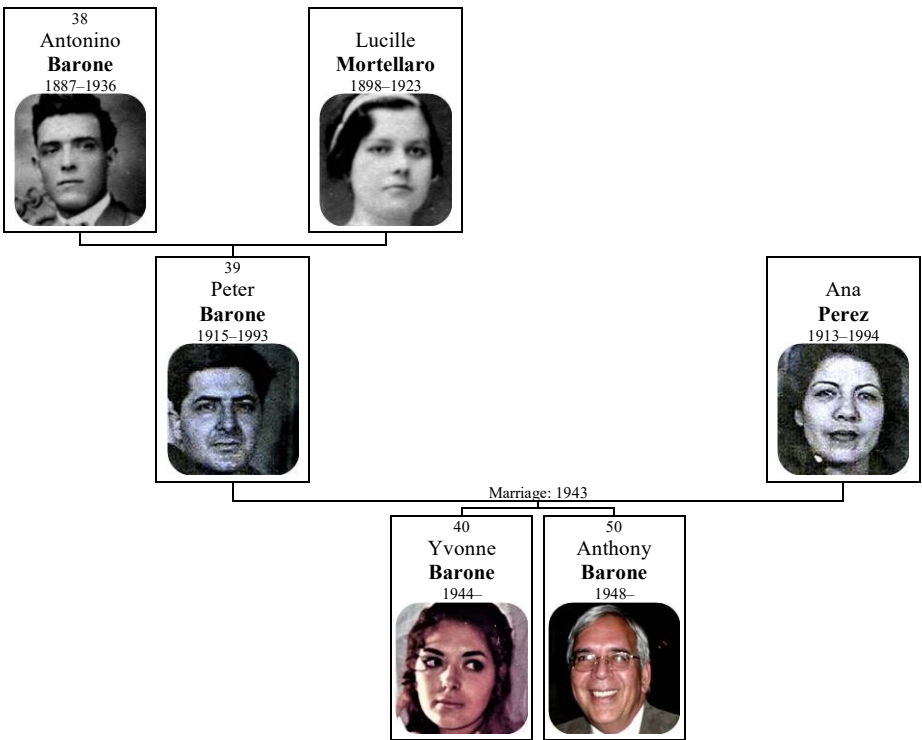 38
Antonino
Barone
1887–1936
Lucille
Mortellaro
1898–1923
39
Peter
Barone
1915–1993
Ana
Perez
1913–1994
Marriage: 1943
40
Yvonne
Barone
1944–
50
Anthony
Barone
1948–